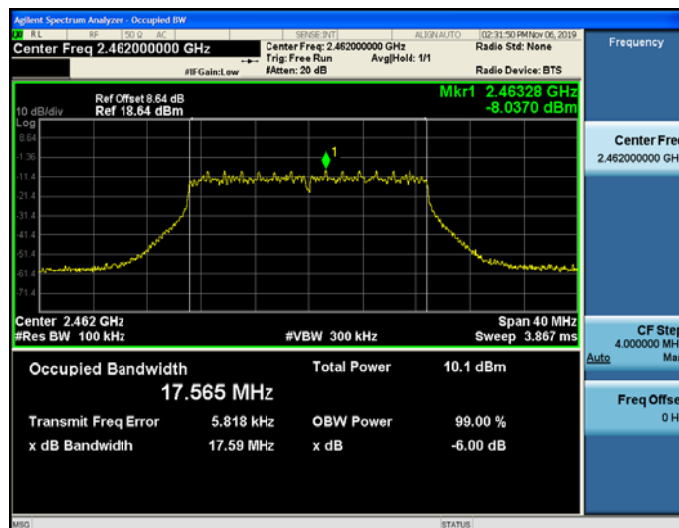 Agilent Spectrum Analyzer - Occupied BW
RL RF 50 Ω AC SENSE:INT ALIGN AUTO 02:31:50 PM Nov 06, 2019
Center Freq 2.462000000 GHz
Center Freq: 2.462000000 GHz
Radio Std: None
Trig: Free Run Avg|Hold: 1/1
#IFGain:Low #Atten: 20 dB Radio Device: BTS
Frequency
Ref Offset 8.64 dB
Mkr1 2.46328 GHz
10 dB/div Ref 18.64 dBm
-8.0370 dBm
Log
8.64
-1.36
-11.4
-21.4
-31.4
-41.4
-51.4
-61.4
-71.4
1
Center 2.462 GHz Span 40 MHz
#Res BW 100 kHz #VBW 300 kHz Sweep 3.867 ms
Occupied Bandwidth Total Power 10.1 dBm
17.565 MHz
Transmit Freq Error 5.818 kHz OBW Power 99.00 %
x dB Bandwidth 17.59 MHz x dB -6.00 dB
Center Freq
2.462000000 GH
CF Step
4.000000 MH
Auto Ma
Freq Offse
0 H
MSG STATUS